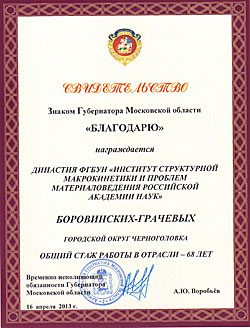 СВИДЕТЕЛЬСТВО
Знаком Губернатора Московской области
«БЛАГОДАРЮ»
награждается
ДИНАСТИЯ ФГБУН «ИНСТИТУТ СТРУКТУРНОЙ
МАКРОКИНЕТИКИ И ПРОБЛЕМ
МАТЕРИАЛОВЕДЕНИЯ РОССИЙСКОЙ
АКАДЕМИИ НАУК»
БОРОВИНСКИХ-ГРАЧЕВЫХ
ГОРОДСКОЙ ОКРУГ ЧЕРНОГОЛОВКА
ОБЩИЙ СТАЖ РАБОТЫ В ОТРАСЛИ – 68 ЛЕТ
Временно исполняющий
обязанности Губернатора
Московской области
А.Ю. Воробьёв
16 апреля 2013 г.